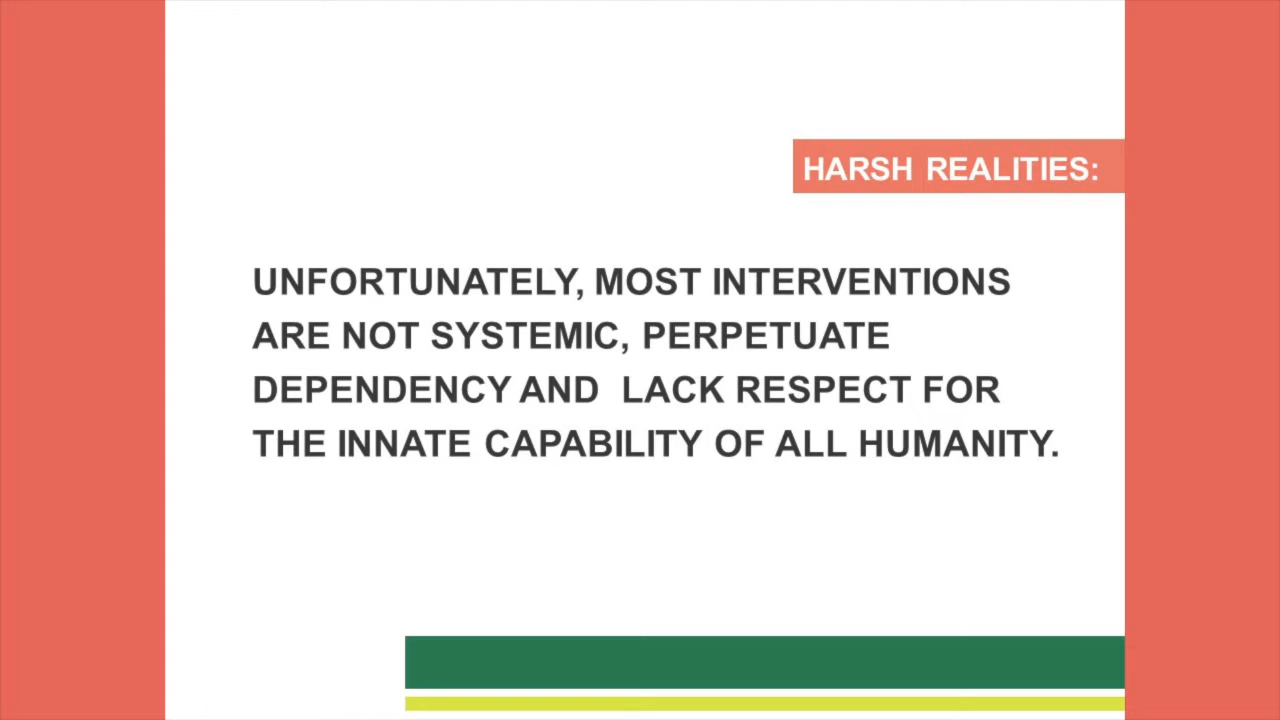 HARSH REALITIES:
UNFORTUNATELY, MOST INTERVENTIONS
ARE NOT SYSTEMIC, PERPETUATE
DEPENDENCY AND LACK RESPECT FOR
THE INNATE CAPABILITY OF ALL HUMANITY.